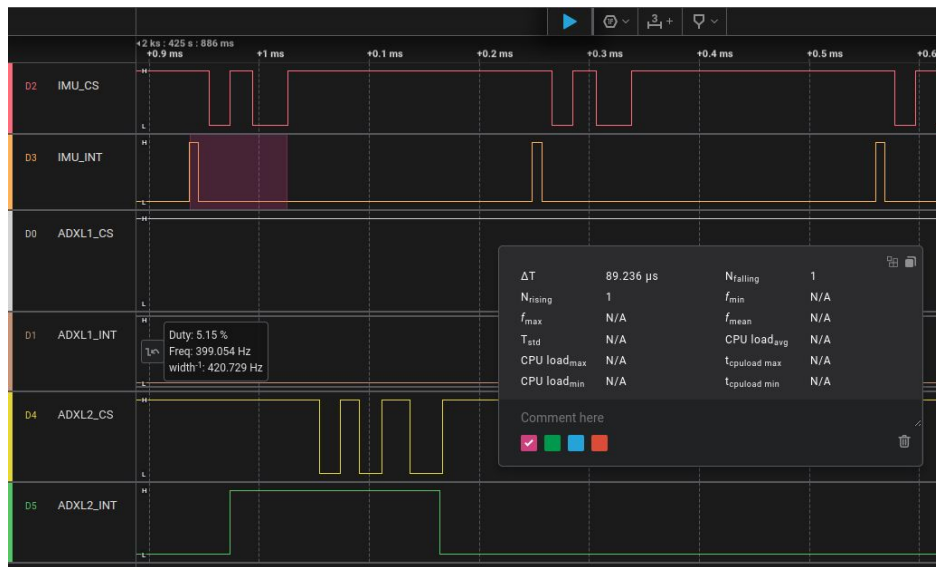 3 +
2 ks : 425 s : 886 ms
+0.9 ms +1 ms +0.1 ms +0.2 ms +0.3 ms +0.4 ms +0.5 ms +0.6
D2 IMU_CS H
L
D3 IMU_INT H
L
D0 ADXL1_CS H
L
D1 ADXL1_INT H
Duty: 5.15 %
Freq: 399.054 Hz
width⁻¹: 420.729 Hz
L
D4 ADXL2_CS H
L
D5 ADXL2_INT H
L
ΔT 89.236 μs Nfalling 1
Nrising 1 fmin N/A
fmax N/A fmean N/A
Tstd N/A CPU loadavg N/A
CPU loadmax N/A tcpuload max N/A
CPU loadmin N/A tcpuload min N/A
Comment here